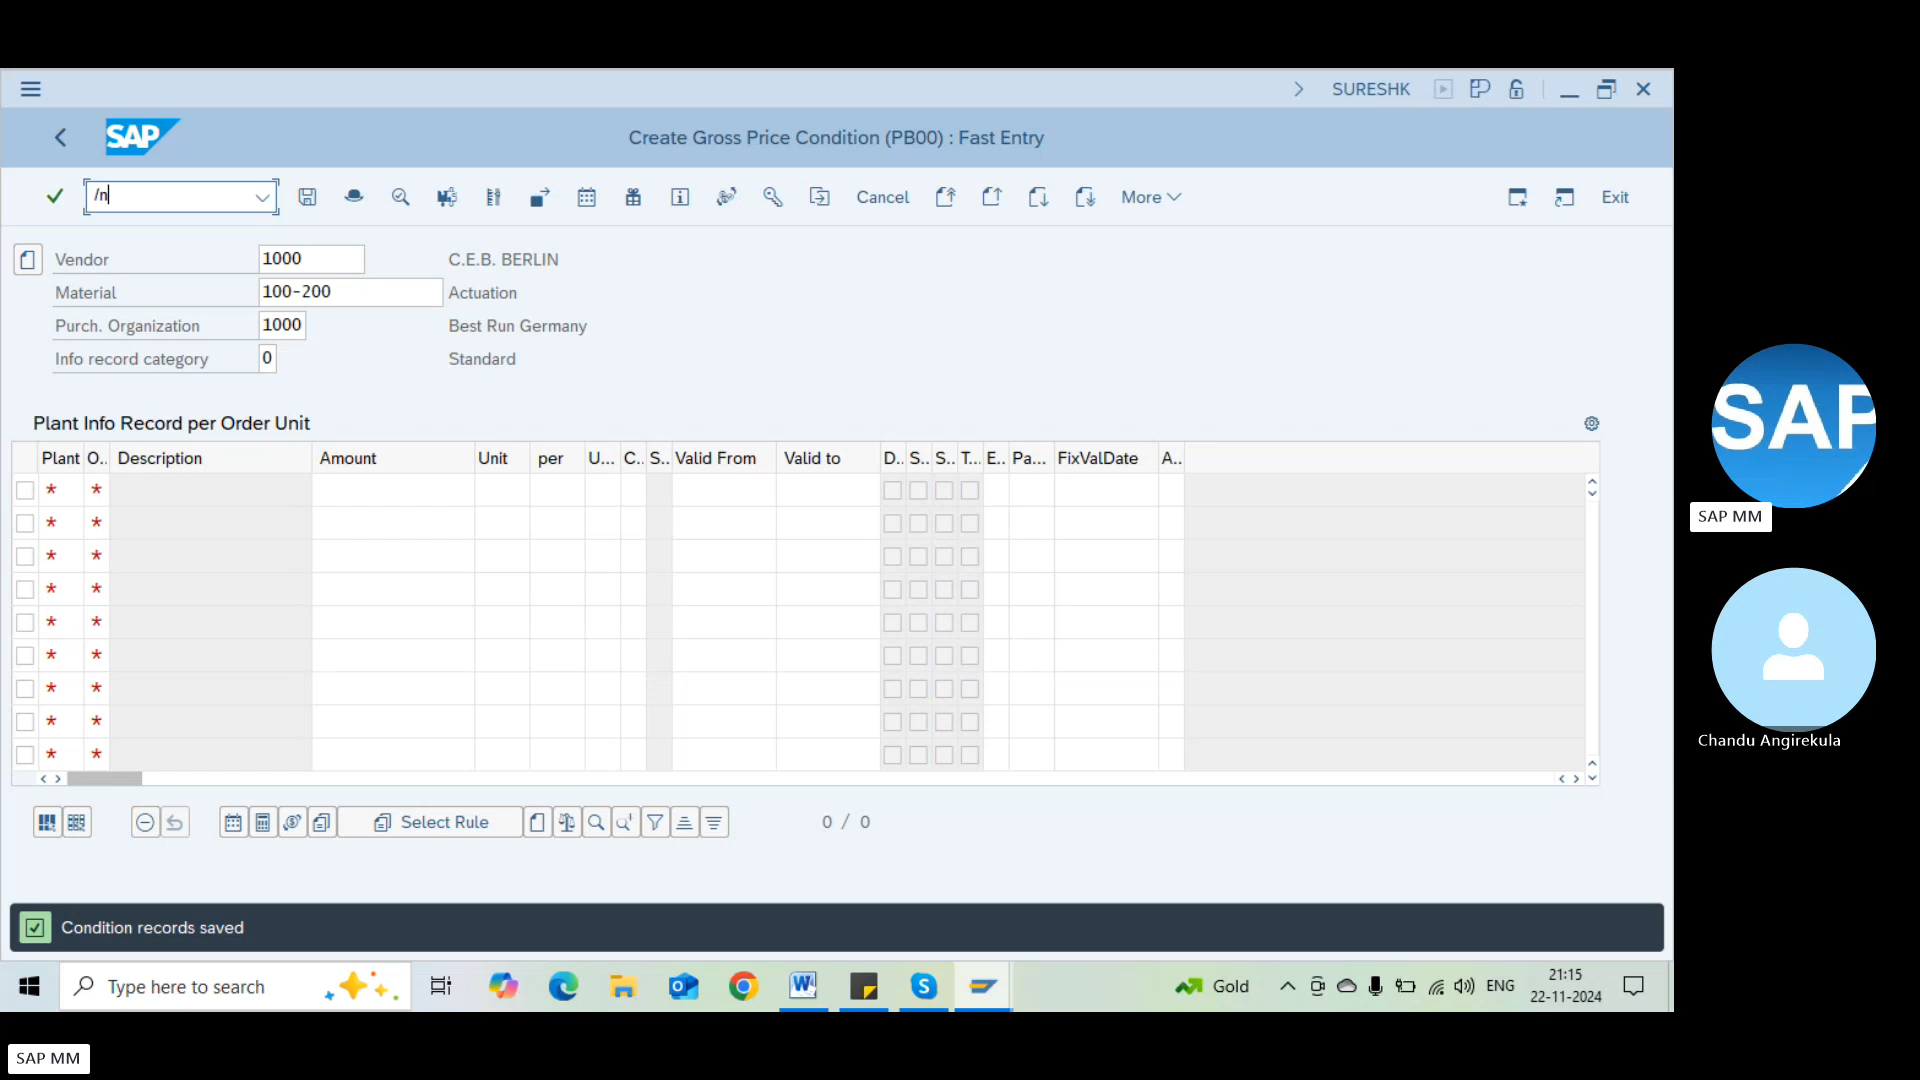 SURESHK
SAP
Create Gross Price Condition (PB00) : Fast Entry
/n
Cancel
More
Exit
Vendor 1000 C.E.B. BERLIN
Material 100-200 Actuation
Purch. Organization 1000 Best Run Germany
Info record category 0 Standard
Plant Info Record per Order Unit
Plant O.. Description Amount Unit per U... C.. S.. Valid From Valid to D.. S.. S.. T... E.. Pa... FixValDate A..
* *
* *
* *
* *
* *
* *
* *
* *
* *
Select Rule
0 / 0
Condition records saved
Type here to search
Gold
ENG
21:15
22-11-2024
SAP
SAP MM
Chandu Angirekula
SAP MM